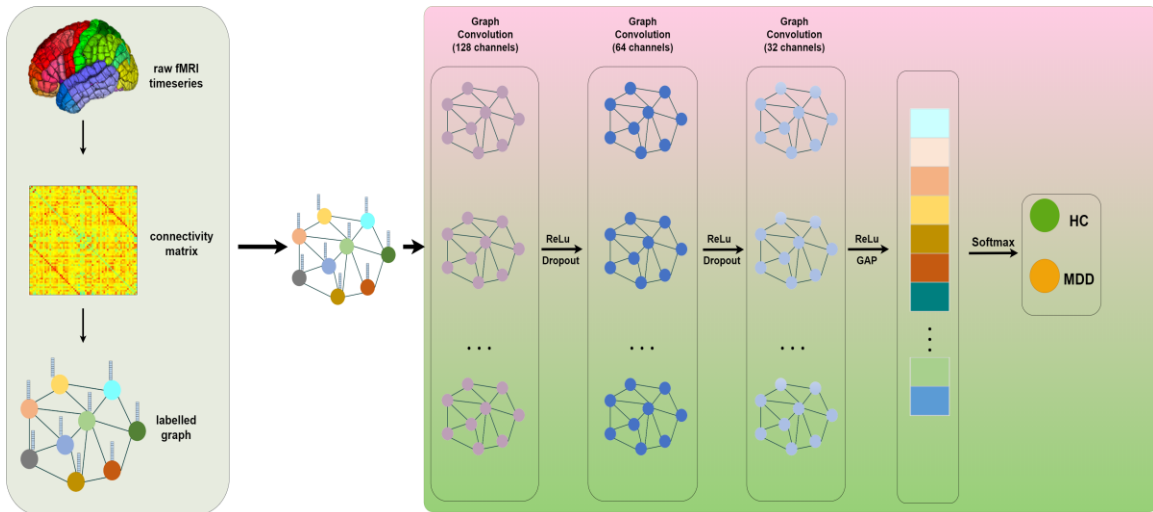 raw fMRI
timeseries
connectivity
matrix
labelled
graph
Graph
Convolution
(128 channels)
Graph
Convolution
(64 channels)
Graph
Convolution
(32 channels)
ReLu
Dropout
ReLu
Dropout
ReLu
GAP
Softmax
HC
MDD
...
...
...